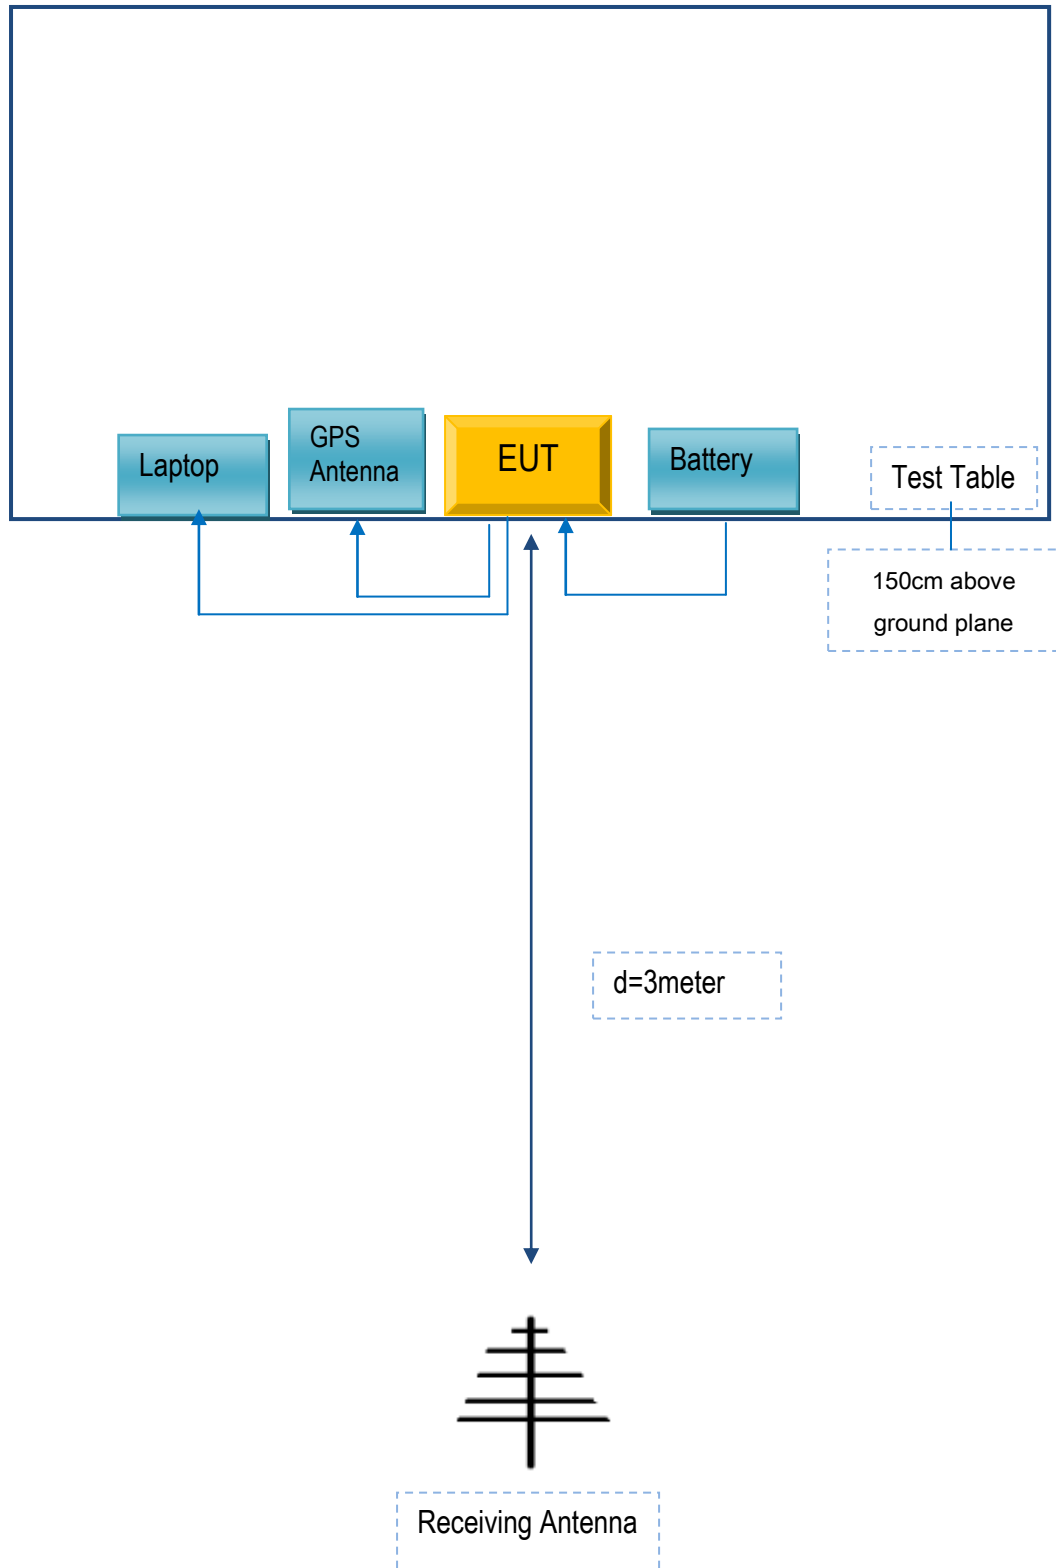 Laptop
GPS
Antenna
EUT
Battery
Test Table
150cm above
ground plane
d=3meter
Receiving Antenna